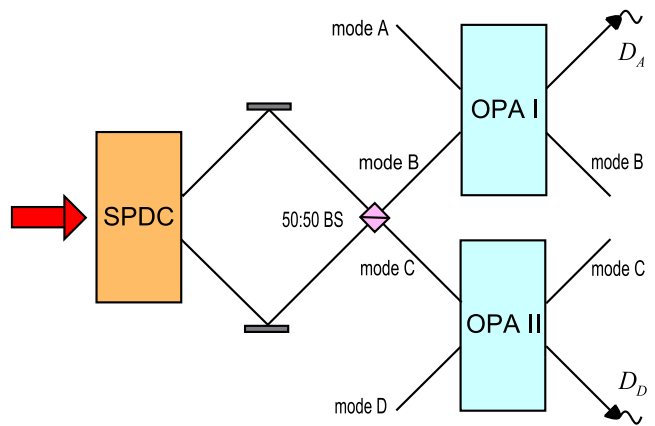 mode A
OPA I
D_A
mode B
mode B
SPDC
50:50 BS
mode C
mode C
OPA II
mode D
D_D